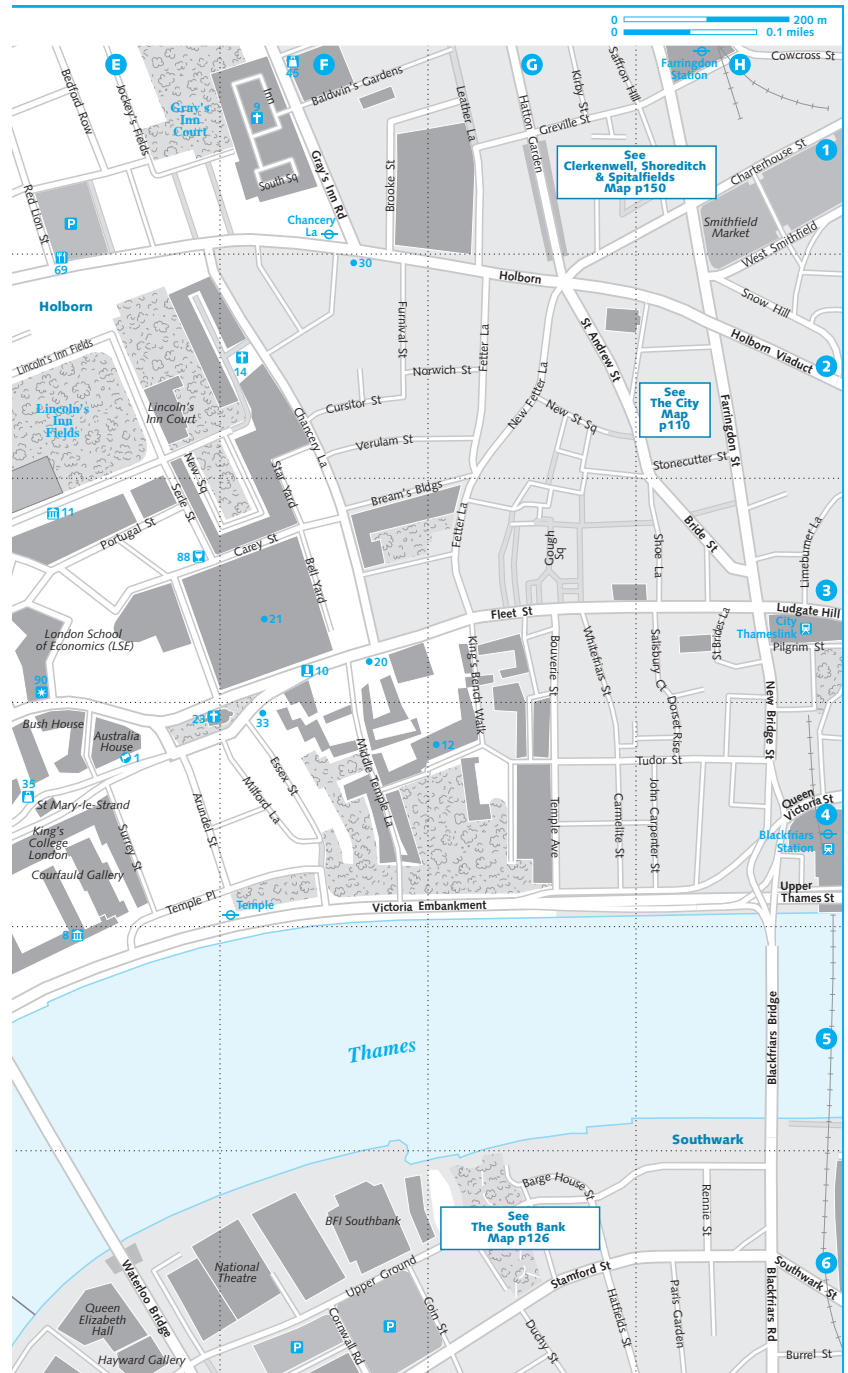 0 200 m
0 0.1 miles
E
F
G
H
Cowcross St
Farringdon
Station
Bedford Row
Jockey's Fields
Gray's
Inn
Court
Inn
9
45
Baldwin's Gardens
Leather La
Hatton Garden
Kirby St
Saffron Hill
Greville St
1
See
Clerkenwell, Shoreditch
& Spitalfields
Map p150
Charterhouse St
Smithfield
Market
West Smithfield
South Sq
Gray's Inn Rd
Brooke St
Red Lion St
P
69
Chancery
La
30
Holborn
Holborn
Snow Hill
Holborn Viaduct
2
Lincoln's Inn Fields
Lincoln's
Inn
Fields
Lincoln's
Inn Court
14
Furnival St
Norwich St
Fetter La
Cursitor St
Chancery La
Verulam St
New Fetter La
New St Sq
St Andrew St
See
The City
Map
p110
Farringdon St
Stonecutter St
New Sq
Serle St
Star Yard
Bream's Bldgs
11
Portugal St
88
Carey St
Bell Yard
Fetter La
Gough
Sq
Shoe La
Bride St
Limeburner La
3
Fleet St
Ludgate Hill
City
Thameslink
Pilgrim St
21
London School
of Economics (LSE)
90
10
20
King's Bench Walk
Bouverie St
Whitefriars St
Salisbury Ct
Dorset Rise
St Brides La
New Bridge St
Bush House
Australia
House
1
23
33
12
Middle Temple La
Essex St
Milford La
Arundel St
Tudor St
35
St Mary-le-Strand
King's
College
London
Courtauld Gallery
Surrey St
Temple Ave
Carmelite St
John Carpenter St
Queen
Victoria St
4
Blackfriars
Station
Temple Pl
Temple
Victoria Embankment
Upper
Thames St
8
Thames
Blackfriars Bridge
5
Southwark
Barge House St
Rennie St
See
The South Bank
Map p126
BFI Southbank
National
Theatre
Upper Ground
Stamford St
Southwark St
6
Waterloo Bridge
Queen
Elizabeth
Hall
Hayward Gallery
P
Cornwall Rd
P
Coin St
Duchy St
Hatfields St
Paris Garden
Blackfriars Rd
Burrel St